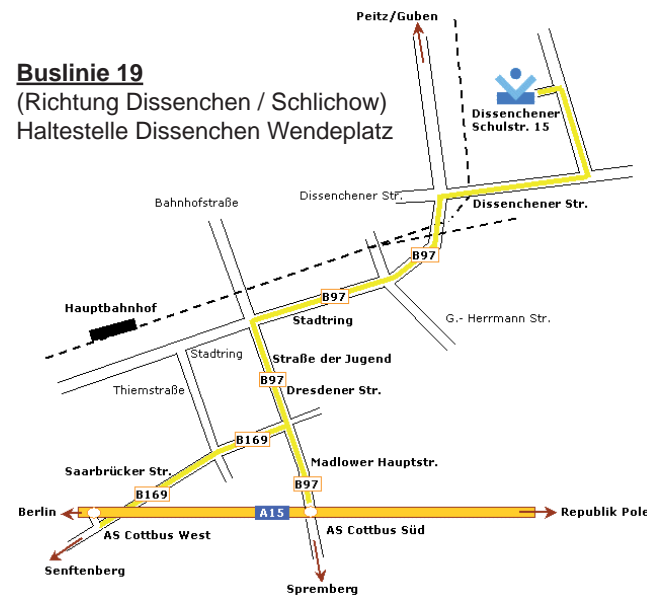 Peitz/Guben
Buslinie 19
(Richtung Dissenchen / Schlichow)
Haltestelle Dissenchen Wendeplatz
Dissenchener
Schulstr. 15
Dissenchener Str.
Dissenchener Str.
Bahnhofstraße
B97
Hauptbahnhof
B97
Stadtring
G.- Herrmann Str.
Stadtring
Straße der Jugend
B97
Dresdener Str.
Thiemstraße
B169
Madlower Hauptstr.
Saarbrücker Str.
B169
B97
Berlin
A15
Republik Pole
AS Cottbus West
AS Cottbus Süd
Senftenberg
Spremberg